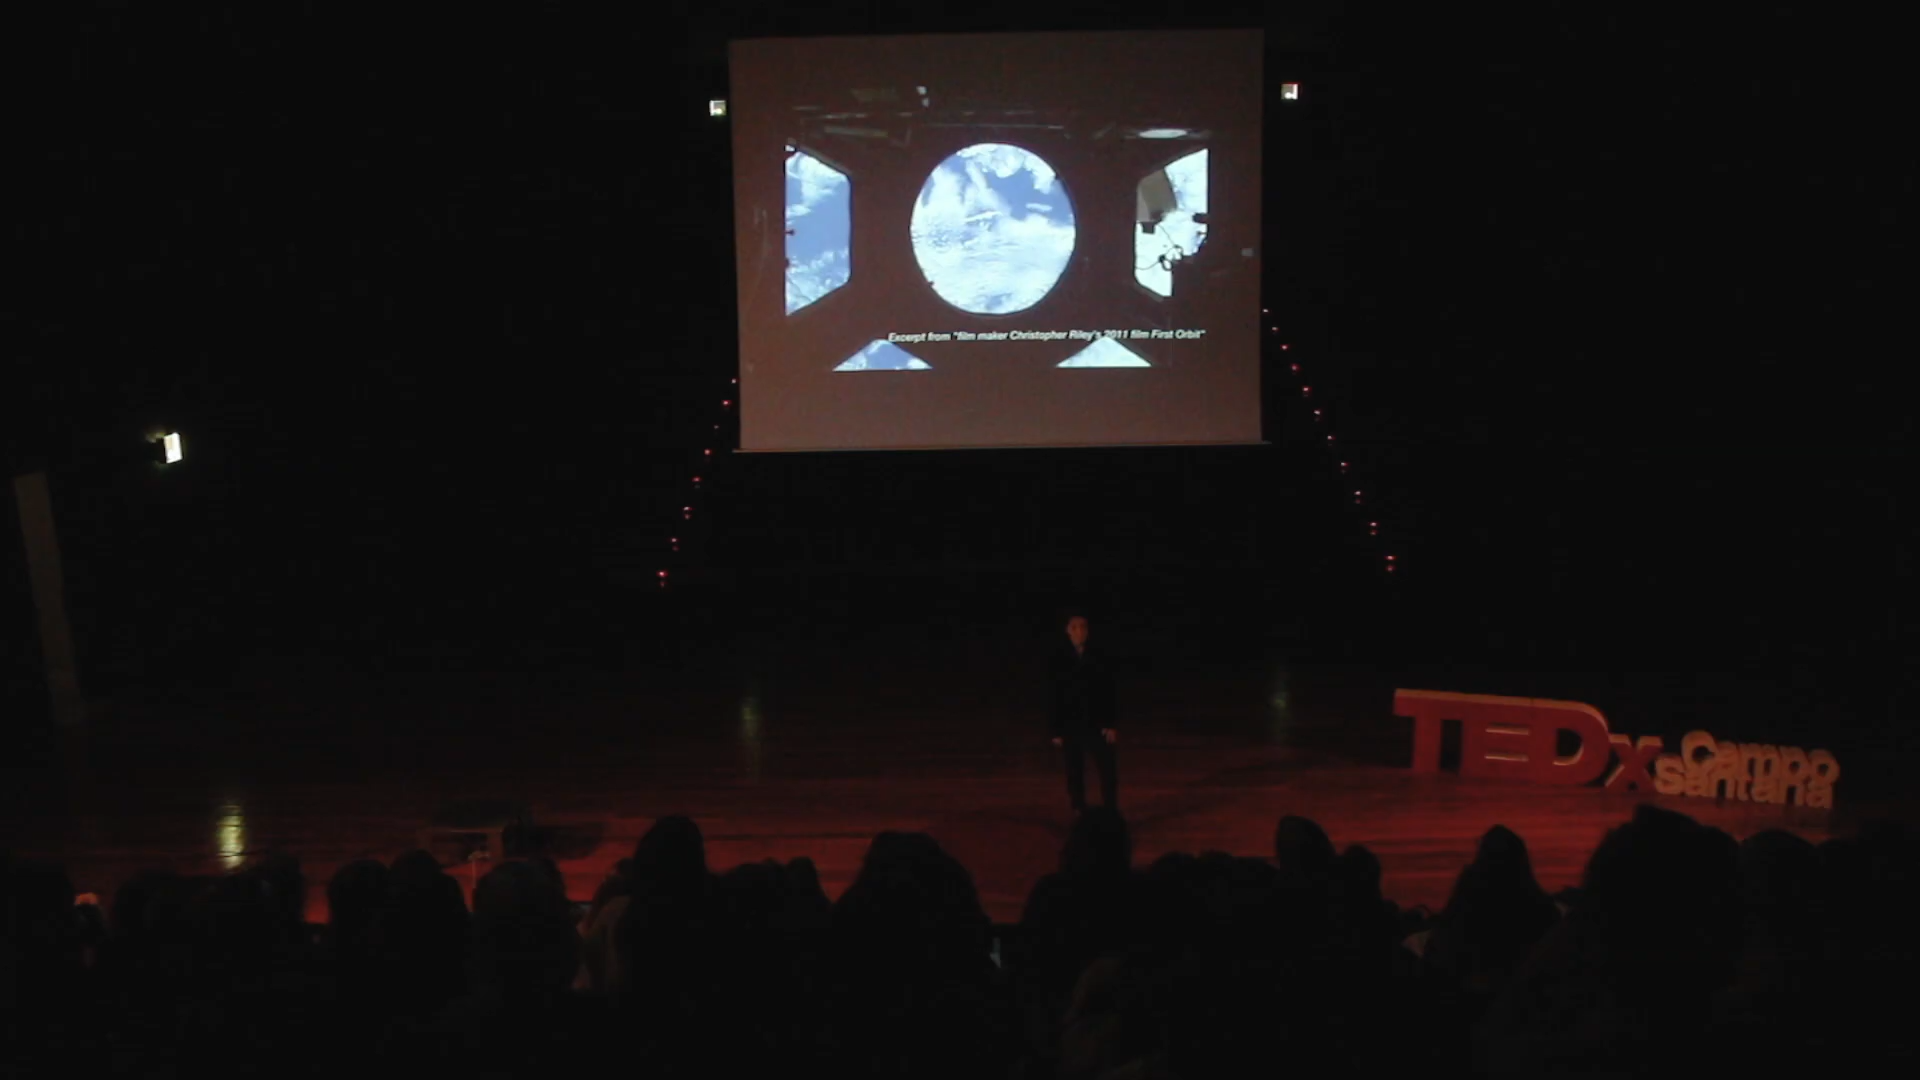 Excerpt from "film maker Christopher Riley's 2011 film First Orbit"
TEDx
Campo
santana